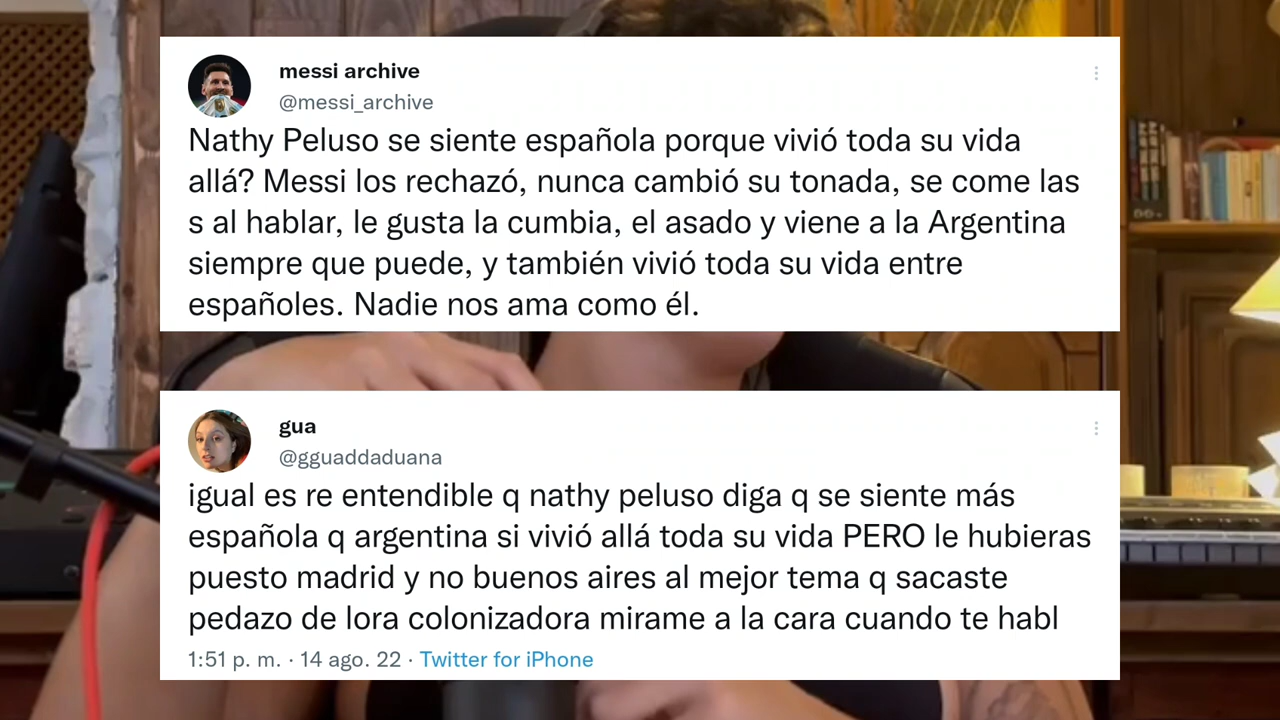 messi archive
@messi_archive
Nathy Peluso se siente española porque vivió toda su vida
allá? Messi los rechazó, nunca cambió su tonada, se come las
s al hablar, le gusta la cumbia, el asado y viene a la Argentina
siempre que puede, y también vivió toda su vida entre
españoles. Nadie nos ama como él.
gua
@gguaddaduana
igual es re entendible q nathy peluso diga q se siente más
española q argentina si vivió allá toda su vida PERO le hubieras
puesto madrid y no buenos aires al mejor tema q sacaste
pedazo de lora colonizadora mirame a la cara cuando te habl
1:51 p. m. · 14 ago. 22 · Twitter for iPhone